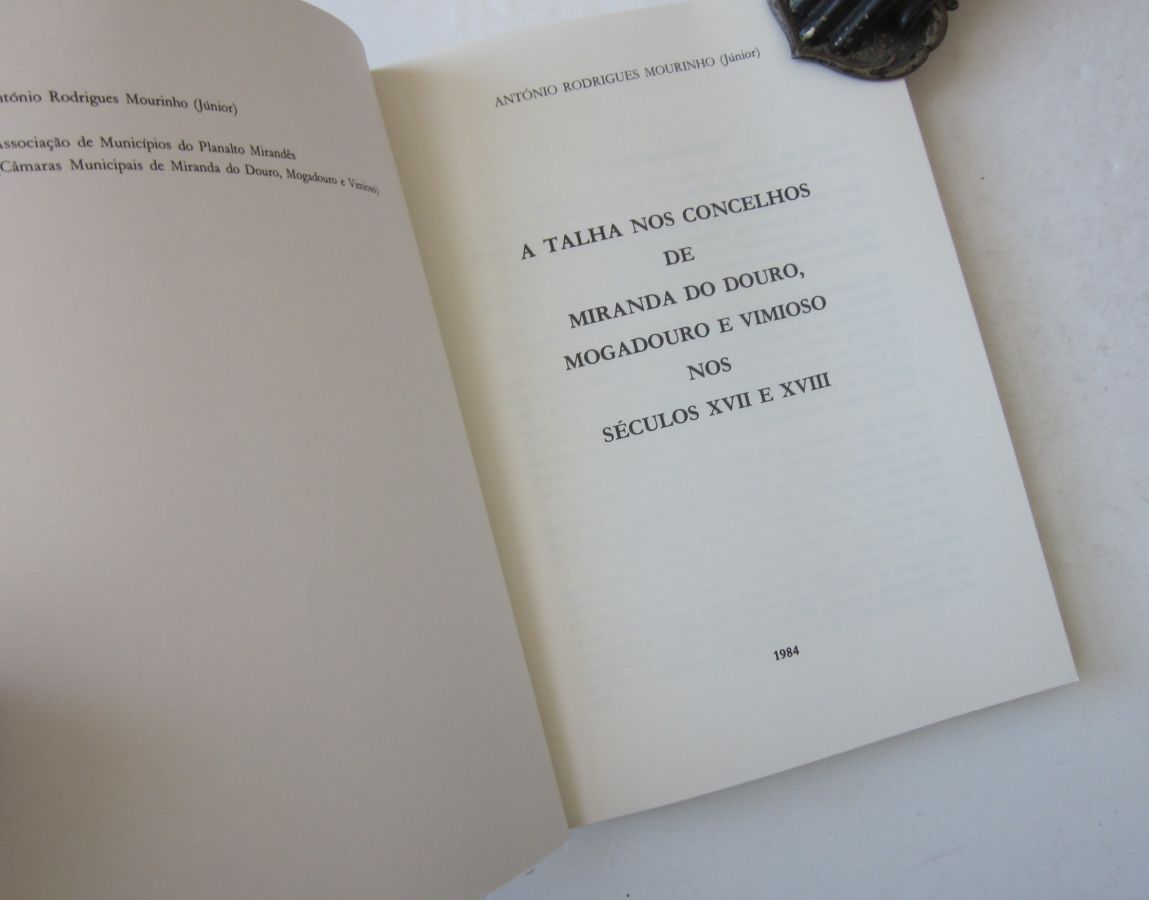 ntónio Rodrigues Mourinho (Júnior)
Associação de Municípios do Planalto Mirandês
Câmaras Municipais de Miranda do Douro, Mogadouro e Vimioso)
ANTÓNIO RODRIGUES MOURINHO (Júnior)
A TALHA NOS CONCELHOS
DE
MIRANDA DO DOURO,
MOGADOURO E VIMIOSO
NOS
SÉCULOS XVII E XVIII
1984